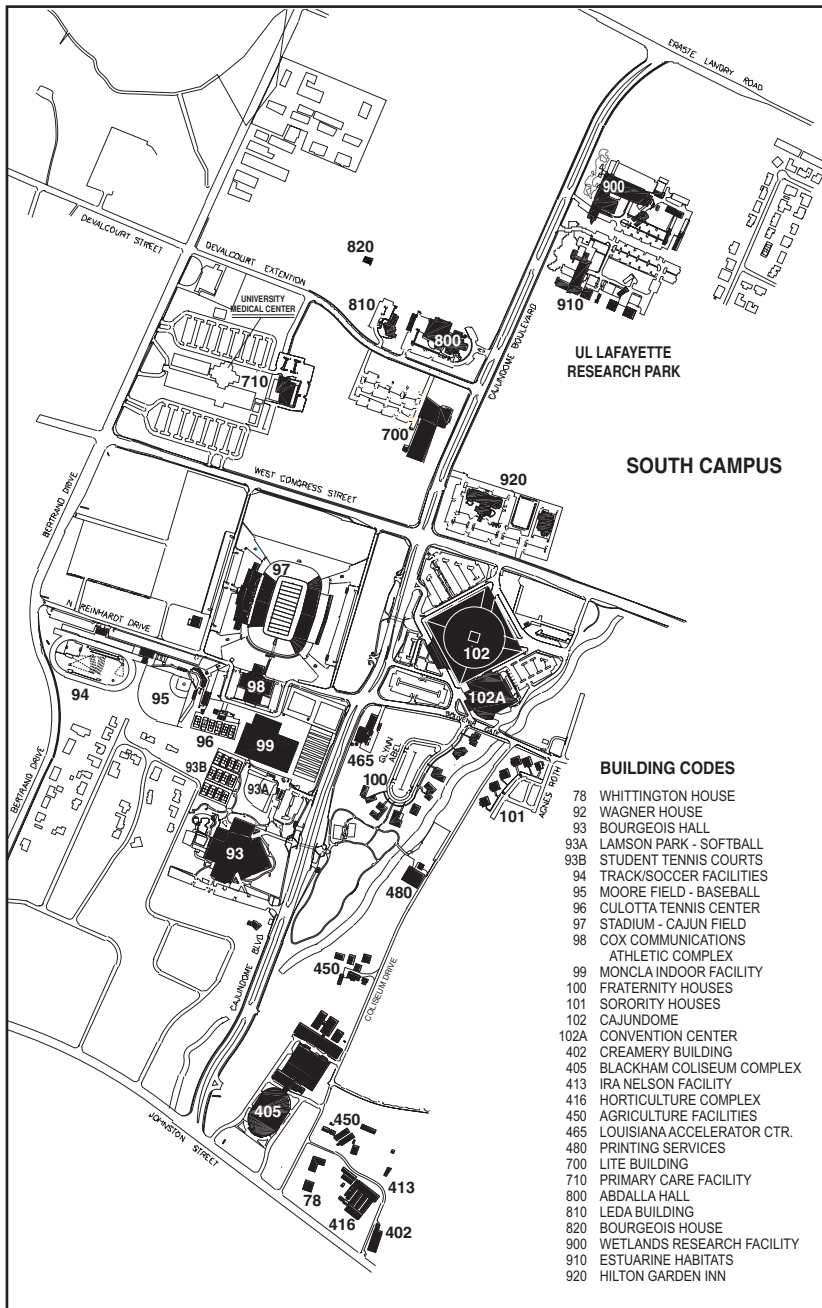 ERASTE LANDRY ROAD
900
DEVALCOURT STREET
DEVALCOURT EXTENTION
820
UNIVERSITY
MEDICAL CENTER
810
800
910
CAJUNDOME BOULEVARD
UL LAFAYETTE
RESEARCH PARK
710
700
SOUTH CAMPUS
WEST CONGRESS STREET
920
BERTRAND DRIVE
97
N REINHARDT DRIVE
102
94
95
98
102A
96
99
465
GLYNN ABEL
100
93B
93A
101
AGNES ROTH
BERTRAND DRIVE
93
480
CAJUNDOME BLVD
450
COLISEUM DRIVE
405
450
JOHNSTON STREET
78
413
416
402
BUILDING CODES
78 WHITTINGTON HOUSE
92 WAGNER HOUSE
93 BOURGEOIS HALL
93A LAMSON PARK - SOFTBALL
93B STUDENT TENNIS COURTS
94 TRACK/SOCCER FACILITIES
95 MOORE FIELD - BASEBALL
96 CULOTTA TENNIS CENTER
97 STADIUM - CAJUN FIELD
98 COX COMMUNICATIONS
ATHLETIC COMPLEX
99 MONCLA INDOOR FACILITY
100 FRATERNITY HOUSES
101 SORORITY HOUSES
102 CAJUNDOME
102A CONVENTION CENTER
402 CREAMERY BUILDING
405 BLACKHAM COLISEUM COMPLEX
413 IRA NELSON FACILITY
416 HORTICULTURE COMPLEX
450 AGRICULTURE FACILITIES
465 LOUISIANA ACCELERATOR CTR.
480 PRINTING SERVICES
700 LITE BUILDING
710 PRIMARY CARE FACILITY
800 ABDALLA HALL
810 LEDA BUILDING
820 BOURGEOIS HOUSE
900 WETLANDS RESEARCH FACILITY
910 ESTUARINE HABITATS
920 HILTON GARDEN INN